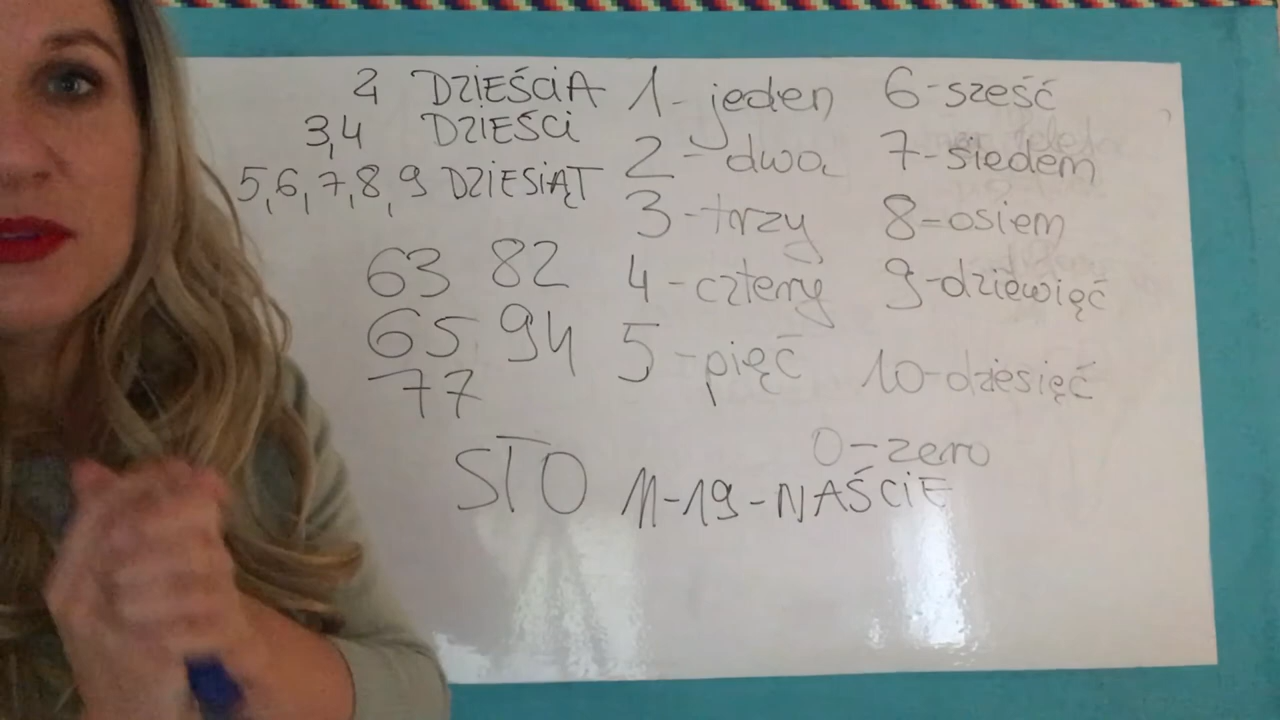 2 DZIEŚCIA
3,4 DZIEŚCI
5,6,7,8,9 DZIESIĄT
63 82
65 94
77
STO
1 - jeden
2 - dwa
3 - trzy
4 - cztery
5 - pięć
6 - sześć
7 - siedem
8 - osiem
9 - dziewięć
10 - dziesięć
0 - zero
11-19 - NAŚCIE